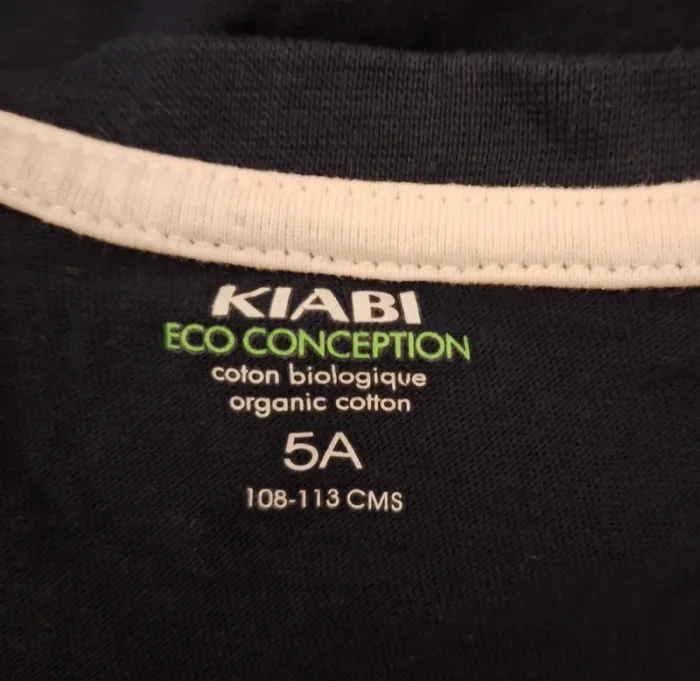 KIABI
ECO CONCEPTION
coton biologique
organic cotton
5A
108-113 CMS